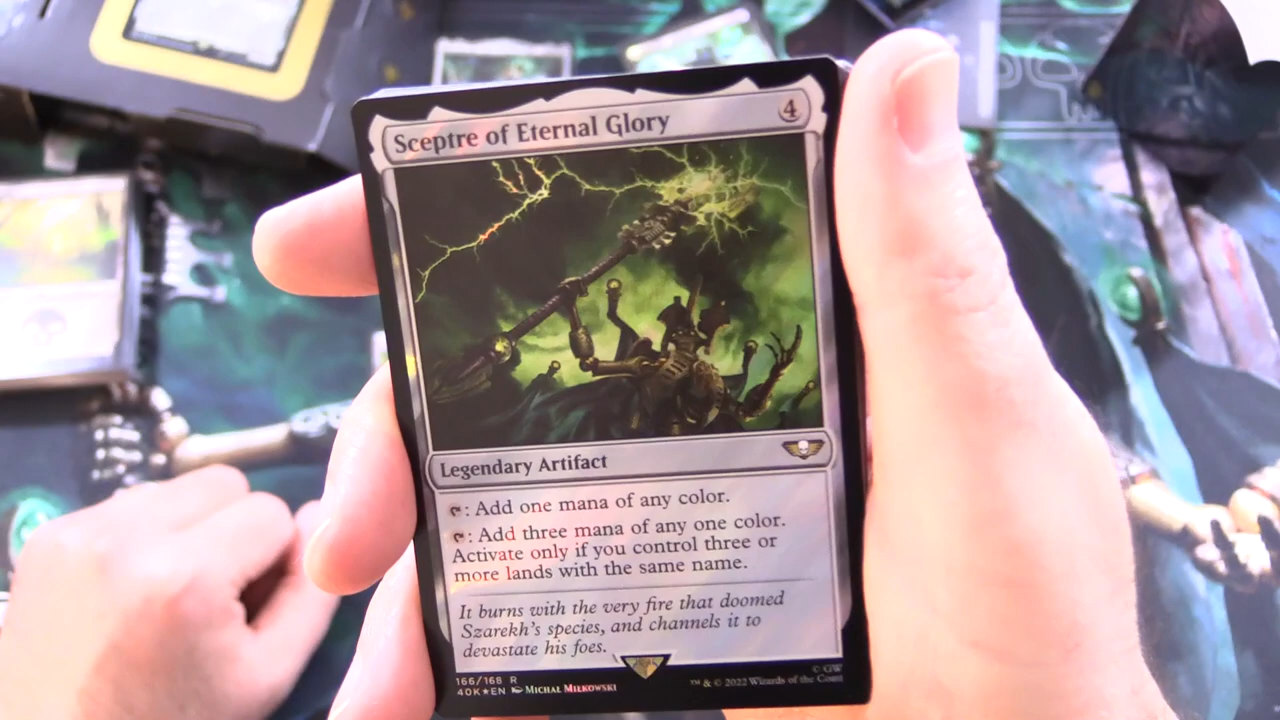 Sceptre of Eternal Glory 4
Legendary Artifact
: Add one mana of any color.
: Add three mana of any one color.
Activate only if you control three or
more lands with the same name.
It burns with the very fire that doomed
Szarekh's species, and channels it to
devastate his foes.
166/168 R
40K★EN Michal Miłkowski
© GW
™ & © 2022 Wizards of the Coast